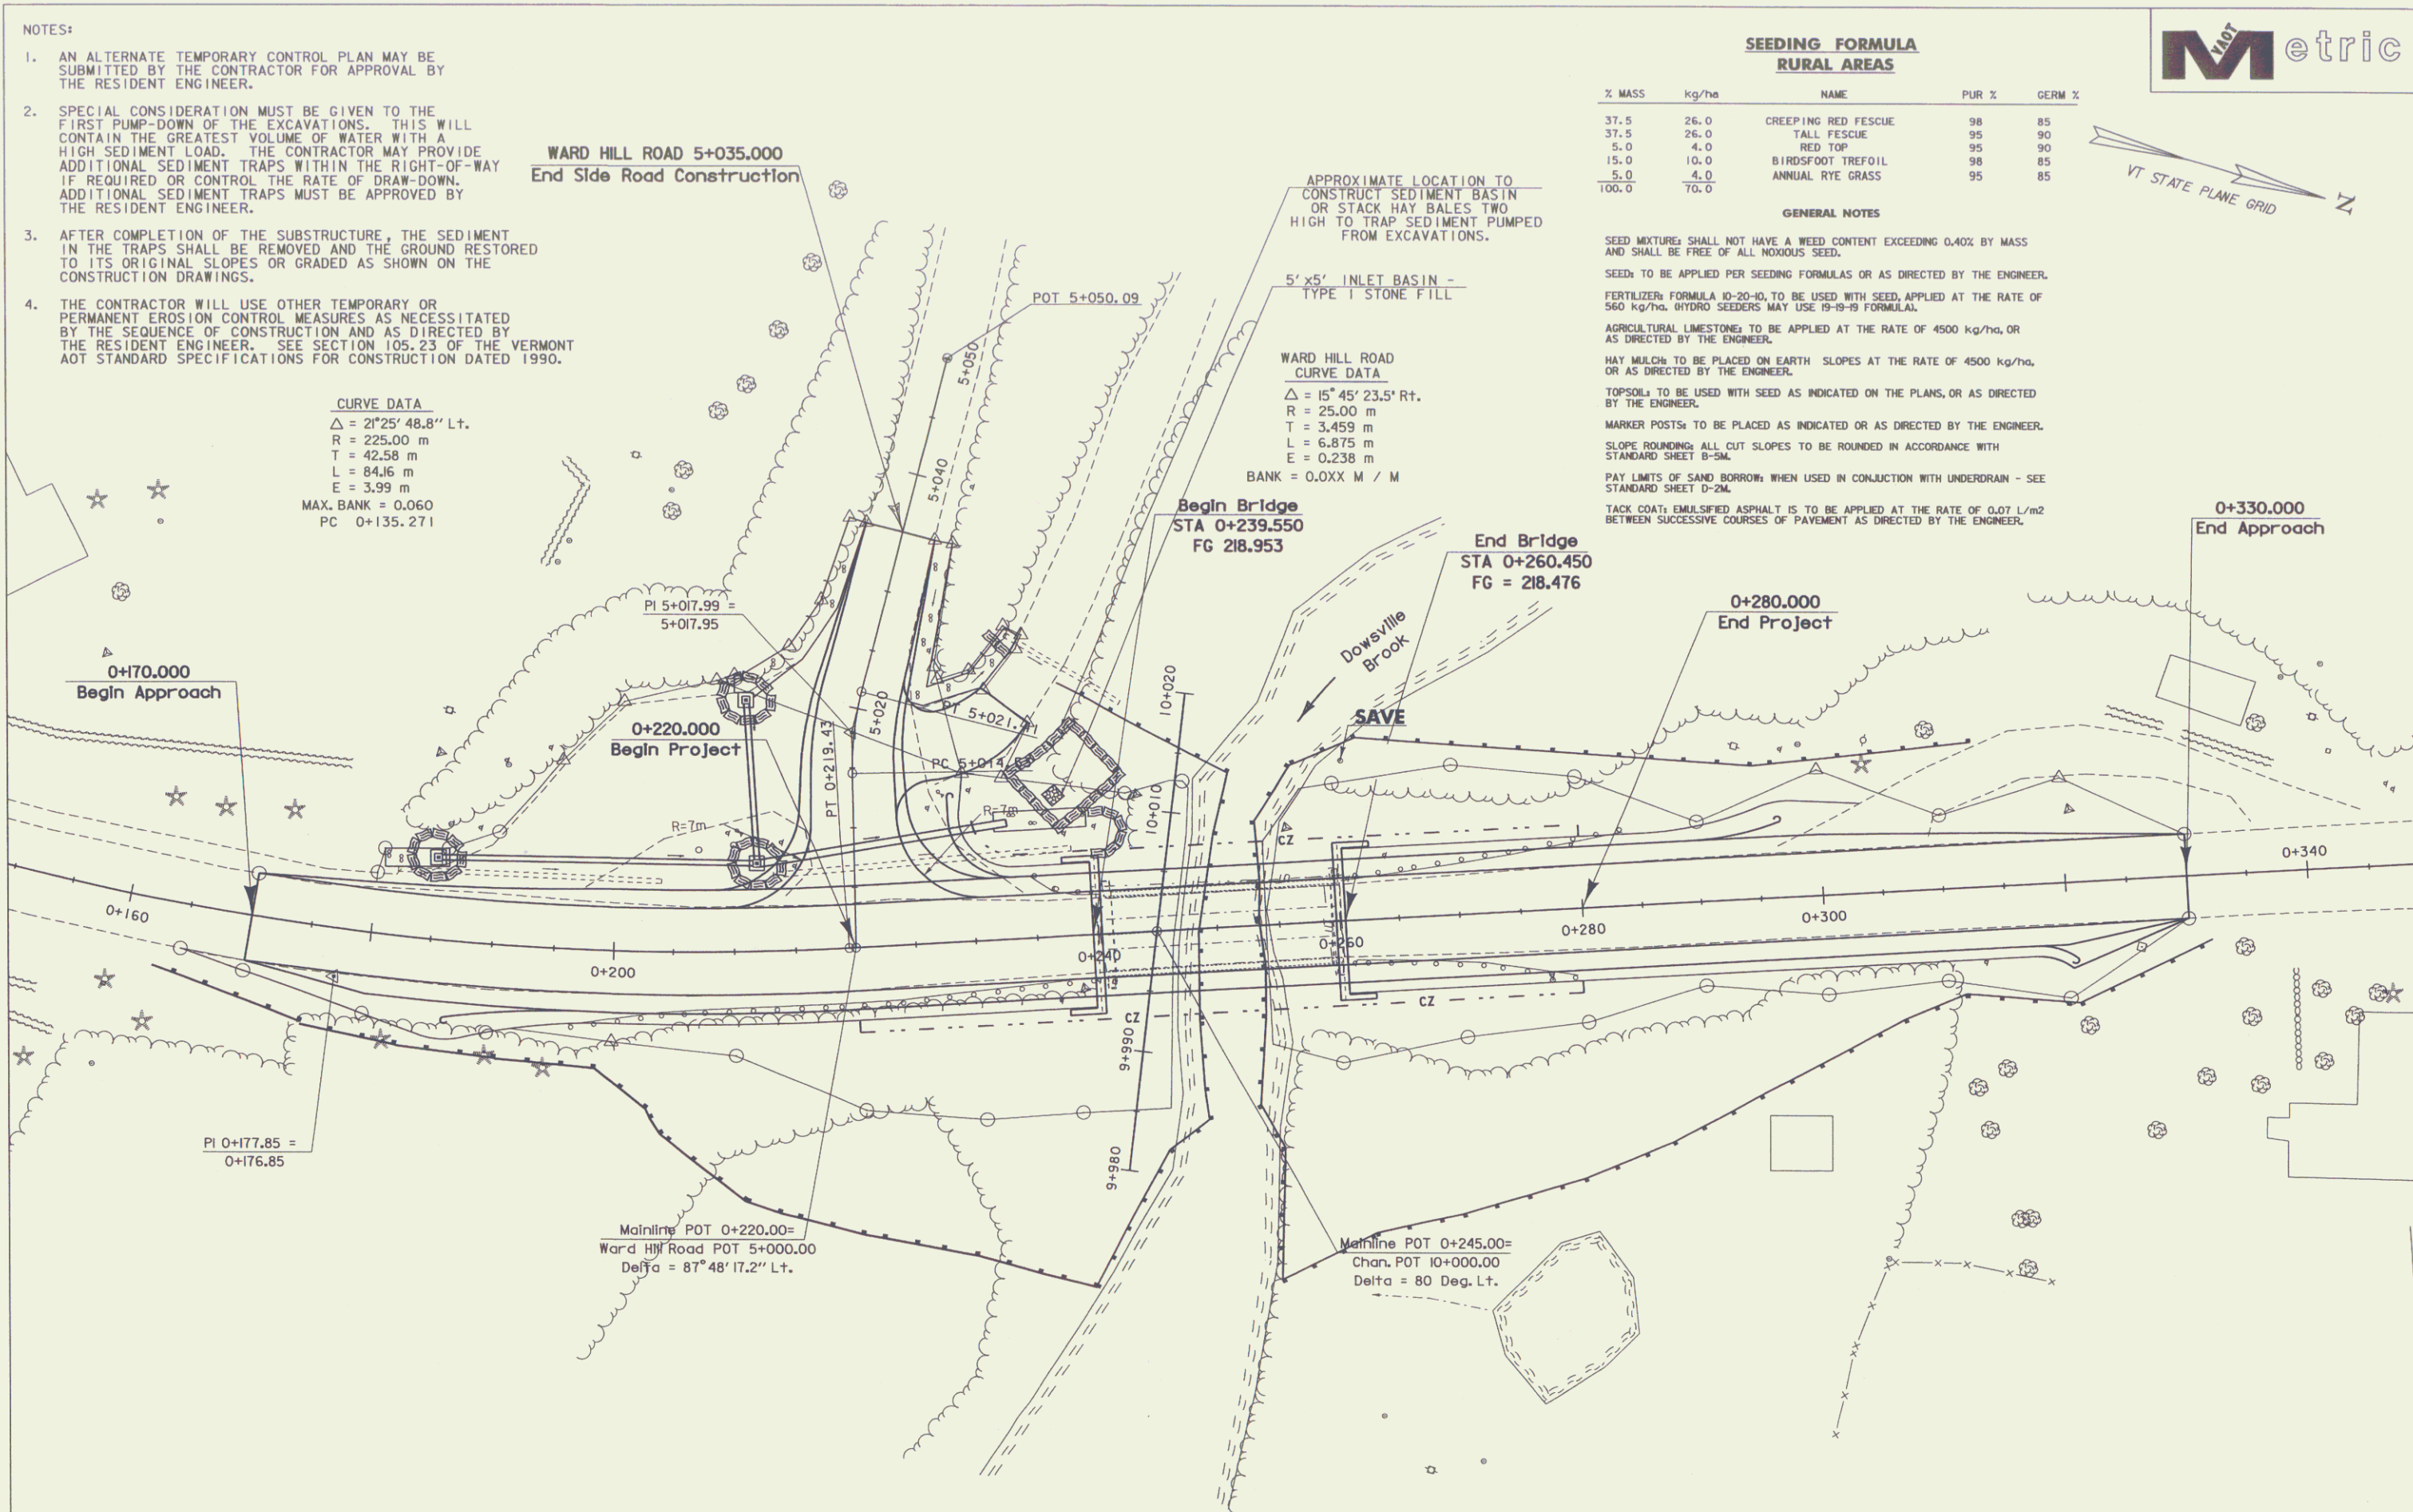 NOTES:
1. AN ALTERNATE TEMPORARY CONTROL PLAN MAY BE
SUBMITTED BY THE CONTRACTOR FOR APPROVAL BY
THE RESIDENT ENGINEER.
2. SPECIAL CONSIDERATION MUST BE GIVEN TO THE
FIRST PUMP-DOWN OF THE EXCAVATIONS. THIS WILL
CONTAIN THE GREATEST VOLUME OF WATER WITH A
HIGH SEDIMENT LOAD. THE CONTRACTOR MAY PROVIDE
ADDITIONAL SEDIMENT TRAPS WITHIN THE RIGHT-OF-WAY
IF REQUIRED OR CONTROL THE RATE OF DRAW-DOWN.
ADDITIONAL SEDIMENT TRAPS MUST BE APPROVED BY
THE RESIDENT ENGINEER.
3. AFTER COMPLETION OF THE SUBSTRUCTURE, THE SEDIMENT
IN THE TRAPS SHALL BE REMOVED AND THE GROUND RESTORED
TO ITS ORIGINAL SLOPES OR GRADED AS SHOWN ON THE
CONSTRUCTION DRAWINGS.
4. THE CONTRACTOR WILL USE OTHER TEMPORARY OR
PERMANENT EROSION CONTROL MEASURES AS NECESSITATED
BY THE SEQUENCE OF CONSTRUCTION AND AS DIRECTED BY
THE RESIDENT ENGINEER. SEE SECTION 105.23 OF THE VERMONT
AOT STANDARD SPECIFICATIONS FOR CONSTRUCTION DATED 1990.
CURVE DATA
Δ = 21°25' 48.8" Lt.
R = 225.00 m
T = 42.58 m
L = 84.16 m
E = 3.99 m
MAX. BANK = 0.060
PC 0+135.271
WARD HILL ROAD 5+035.000
End Side Road Construction
POT 5+050.09
APPROXIMATE LOCATION TO
CONSTRUCT SEDIMENT BASIN
OR STACK HAY BALES TWO
HIGH TO TRAP SEDIMENT PUMPED
FROM EXCAVATIONS.
5' x5' INLET BASIN -
TYPE I STONE FILL
WARD HILL ROAD
CURVE DATA
Δ = 15° 45' 23.5' Rt.
R = 25.00 m
T = 3.459 m
L = 6.875 m
E = 0.238 m
BANK = 0.0XX M / M
SEEDING FORMULA
RURAL AREAS
% MASS kg/ha NAME PUR % GERM %
37.5 26.0 CREEPING RED FESCUE 98 85
37.5 26.0 TALL FESCUE 95 90
5.0 4.0 RED TOP 95 90
15.0 10.0 BIRDSFOOT TREFOIL 98 85
5.0 4.0 ANNUAL RYE GRASS 95 85
100.0 70.0
GENERAL NOTES
SEED MIXTURE: SHALL NOT HAVE A WEED CONTENT EXCEEDING 0.40% BY MASS
AND SHALL BE FREE OF ALL NOXIOUS SEED.
SEED: TO BE APPLIED PER SEEDING FORMULAS OR AS DIRECTED BY THE ENGINEER.
FERTILIZER: FORMULA 10-20-10, TO BE USED WITH SEED, APPLIED AT THE RATE OF
560 kg/ha. (HYDRO SEEDERS MAY USE 19-19-19 FORMULA).
AGRICULTURAL LIMESTONE: TO BE APPLIED AT THE RATE OF 4500 kg/ha, OR
AS DIRECTED BY THE ENGINEER.
HAY MULCH: TO BE PLACED ON EARTH SLOPES AT THE RATE OF 4500 kg/ha,
OR AS DIRECTED BY THE ENGINEER.
TOPSOIL: TO BE USED WITH SEED AS INDICATED ON THE PLANS, OR AS DIRECTED
BY THE ENGINEER.
MARKER POSTS: TO BE PLACED AS INDICATED OR AS DIRECTED BY THE ENGINEER.
SLOPE ROUNDING: ALL CUT SLOPES TO BE ROUNDED IN ACCORDANCE WITH
STANDARD SHEET B-5M.
PAY LIMITS OF SAND BORROW: WHEN USED IN CONJUCTION WITH UNDERDRAIN - SEE
STANDARD SHEET D-2M.
TACK COAT: EMULSIFIED ASPHALT IS TO BE APPLIED AT THE RATE OF 0.07 L/m2
BETWEEN SUCCESSIVE COURSES OF PAVEMENT AS DIRECTED BY THE ENGINEER.
VAOT
Metric
VT STATE PLANE GRID
N
Begin Bridge
STA 0+239.550
FG 218.953
End Bridge
STA 0+260.450
FG = 218.476
0+330.000
End Approach
0+280.000
End Project
Dowsville
Brook
SAVE
5+050
5+040
PI 5+017.99 =
5+017.95
0+170.000
Begin Approach
0+220.000
Begin Project
PT 0+219.43
5+020
PT 5+021.
PC 5+014.
10+020
10+010
R=7m
R=7m
CZ
0+160
0+200
0+240
0+260
0+280
0+300
0+340
CZ
CZ
9+990
9+980
PI 0+177.85 =
0+176.85
Mainline POT 0+220.00=
Ward Hill Road POT 5+000.00
Delta = 87° 48' 17.2" Lt.
Mainline POT 0+245.00=
Chan. POT 10+000.00
Delta = 80 Deg. Lt.